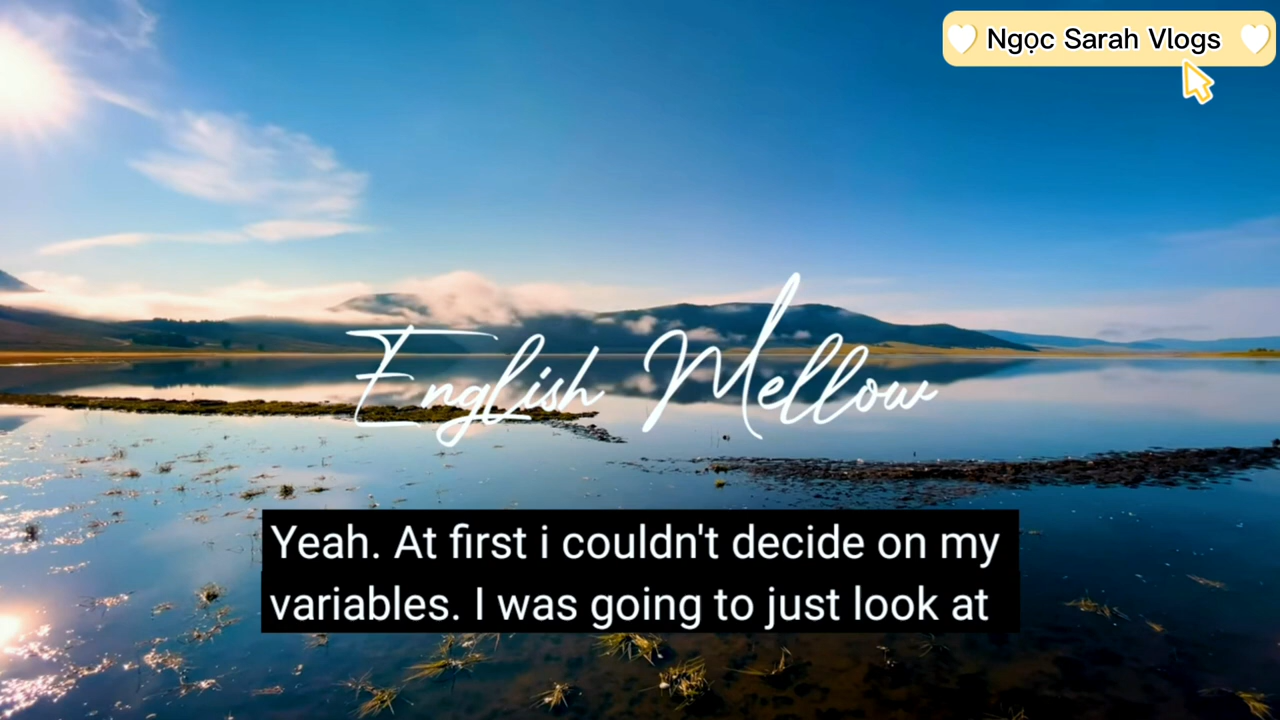 Ngọc Sarah Vlogs
English Mellow
Yeah. At first i couldn't decide on my
variables. I was going to just look at